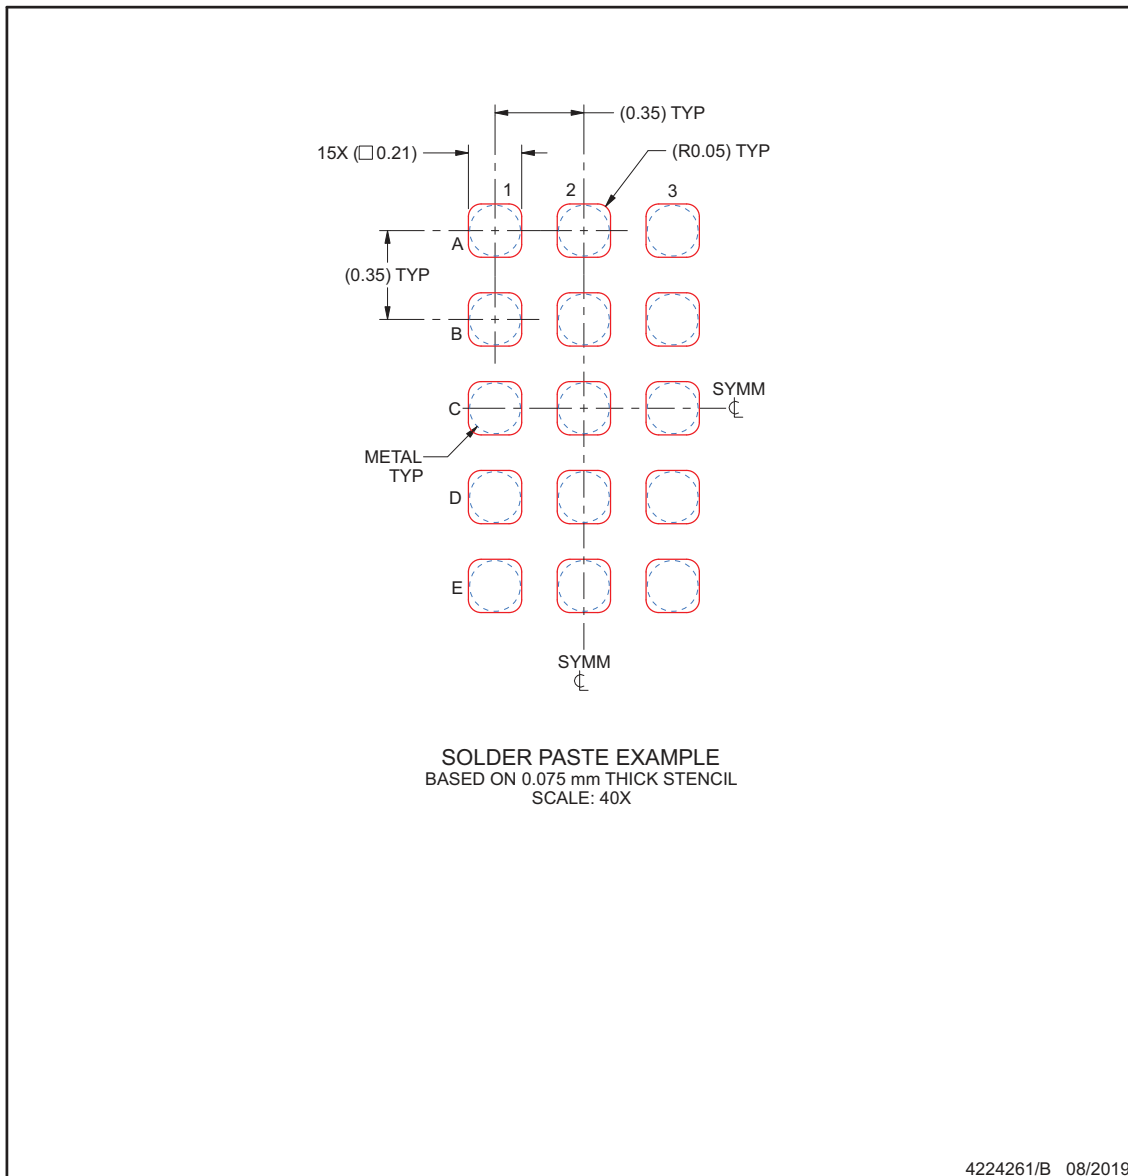 (0.35) TYP
15X (□ 0.21)
(R0.05) TYP
1
2
3
A
(0.35) TYP
B
SYMM
℄
C
METAL
TYP
D
E
SYMM
℄
SOLDER PASTE EXAMPLE
BASED ON 0.075 mm THICK STENCIL
SCALE: 40X
4224261/B 08/2019